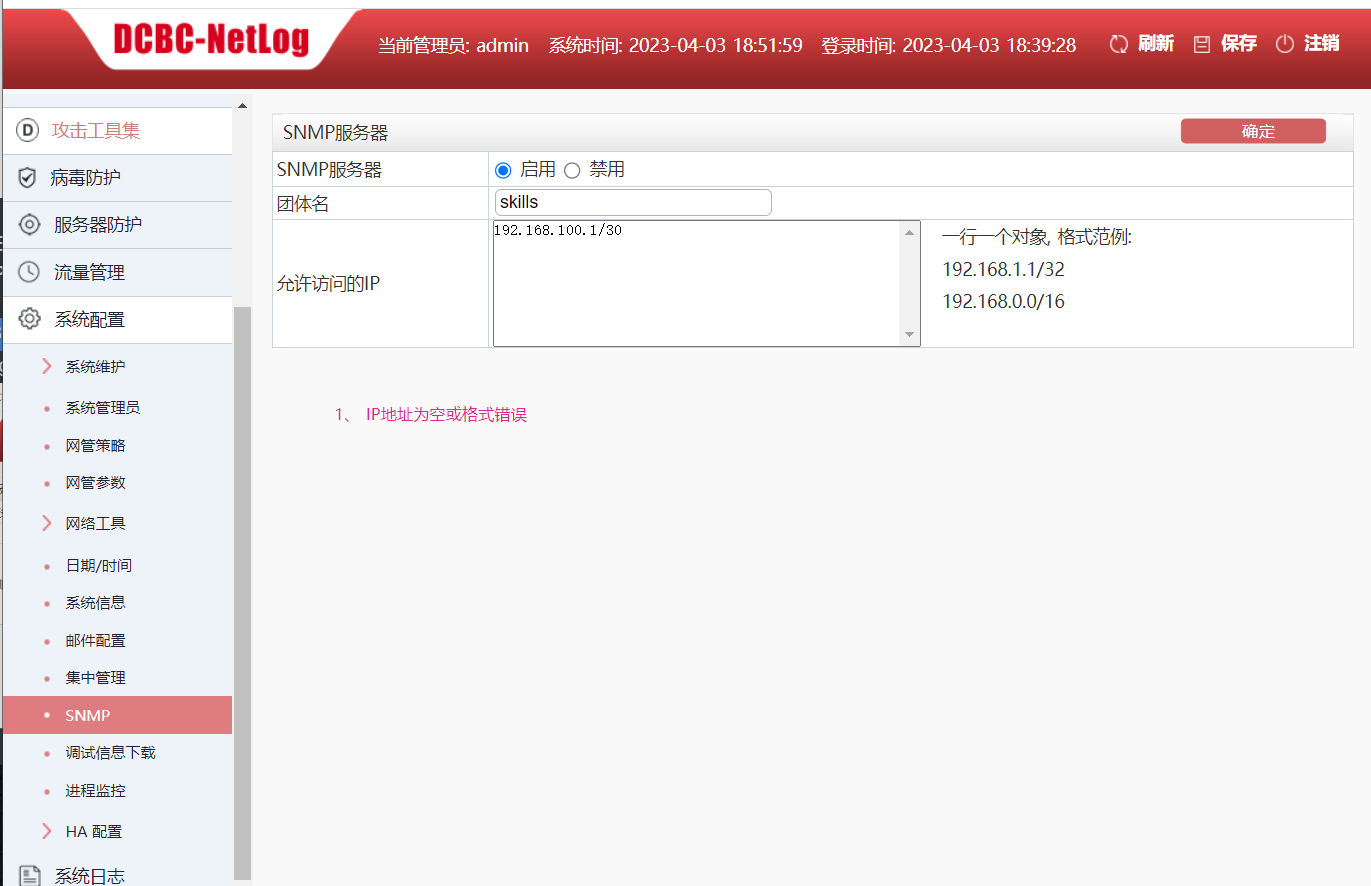 DCBC-NetLog
当前管理员: admin 系统时间: 2023-04-03 18:51:59 登录时间: 2023-04-03 18:39:28 刷新 保存 注销
攻击工具集
病毒防护
服务器防护
流量管理
系统配置
系统维护
系统管理员
网管策略
网管参数
网络工具
日期/时间
系统信息
邮件配置
集中管理
SNMP
调试信息下载
进程监控
HA 配置
系统日志
SNMP服务器 确定
SNMP服务器 启用 禁用
团体名 skills
允许访问的IP
192.168.100.1/30
一行一个对象, 格式范例:
192.168.1.1/32
192.168.0.0/16
1、 IP地址为空或格式错误